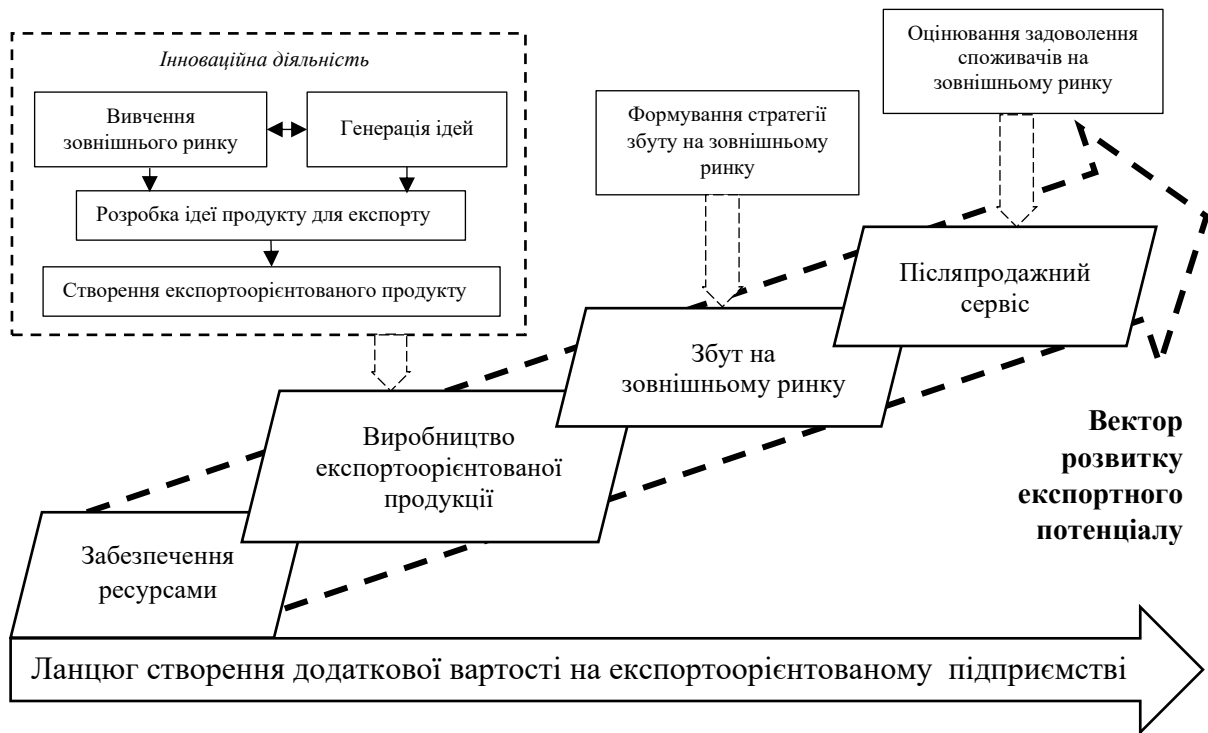 Інноваційна діяльність
Вивчення
зовнішнього ринку
Генерація ідей
Розробка ідеї продукту для експорту
Створення експортоорієнтованого продукту
Формування стратегії
збуту на зовнішньому
ринку
Оцінювання задоволення
споживачів на
зовнішньому ринку
Післяпродажний
сервіс
Збут на
зовнішньому ринку
Виробництво
експортоорієнтованої
продукції
Забезпечення
ресурсами
Вектор
розвитку
експортного
потенціалу
Ланцюг створення додаткової вартості на експортоорієнтованому підприємстві